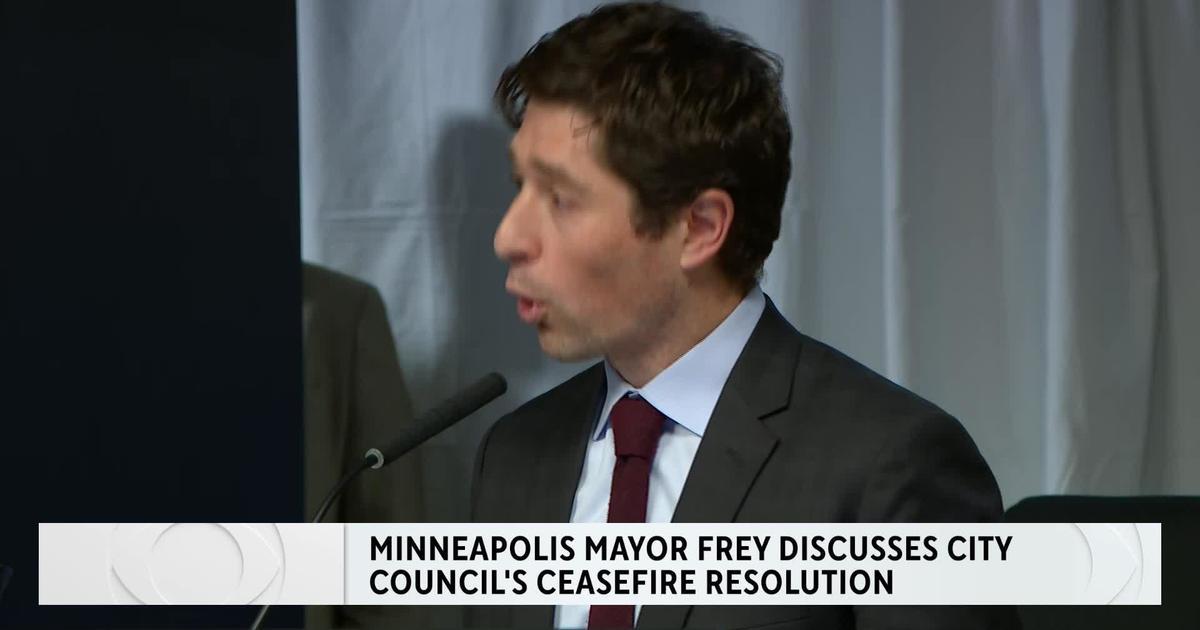 MINNEAPOLIS MAYOR FREY DISCUSSES CITY
COUNCIL'S CEASEFIRE RESOLUTION